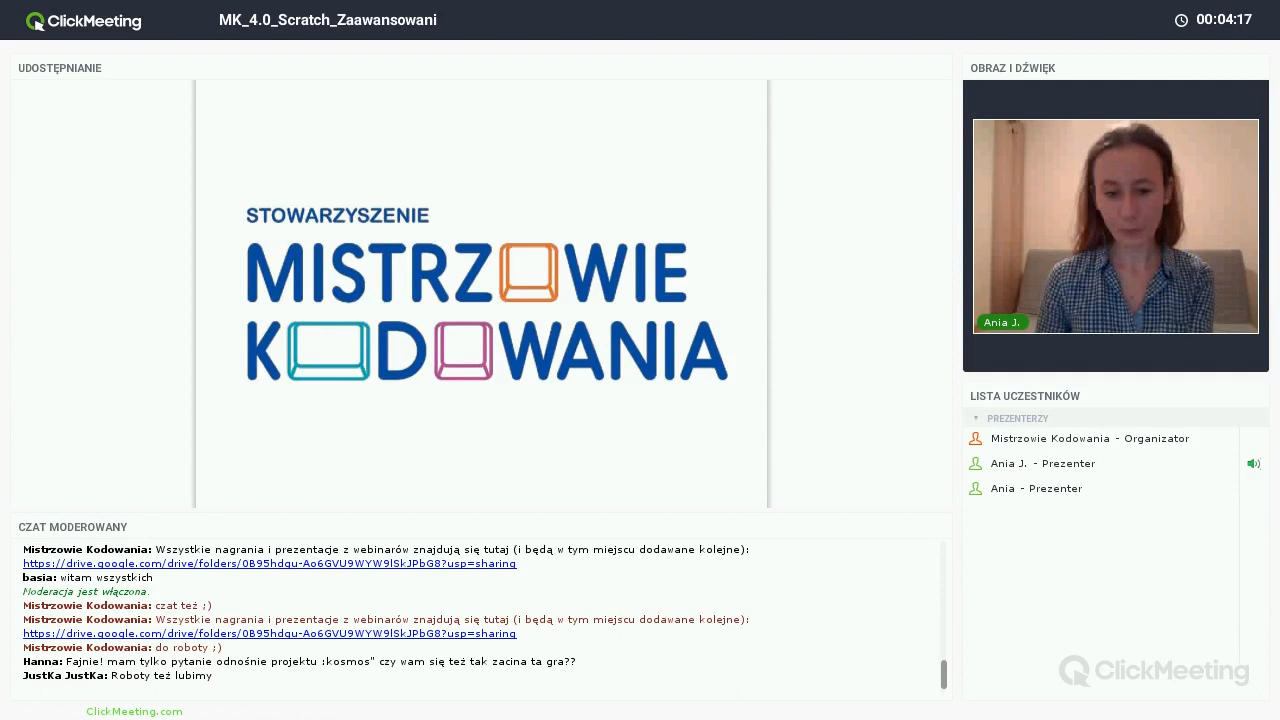 ClickMeeting
MK_4.0_Scratch_Zaawansowani
00:04:17
UDOSTĘPNIANIE
STOWARZYSZENIE
MISTRZOWIE
KODOWANIA
OBRAZ I DŹWIĘK
Ania J.
LISTA UCZESTNIKÓW
PREZENTERZY
Mistrzowie Kodowania - Organizator
Ania J. - Prezenter
Ania - Prezenter
CZAT MODEROWANY
Mistrzowie Kodowania: Wszystkie nagrania i prezentacje z webinarów znajdują się tutaj (i będą w tym miejscu dodawane kolejne):
https://drive.google.com/drive/folders/0B95hdqu-Ao6GVU9WYW9lSkJPbG8?usp=sharing
basia: witam wszystkich
Moderacja jest włączona.
Mistrzowie Kodowania: czat też ;)
Mistrzowie Kodowania: Wszystkie nagrania i prezentacje z webinarów znajdują się tutaj (i będą w tym miejscu dodawane kolejne):
https://drive.google.com/drive/folders/0B95hdqu-Ao6GVU9WYW9lSkJPbG8?usp=sharing
Mistrzowie Kodowania: do roboty ;)
Hanna: Fajnie! mam tylko pytanie odnośnie projektu :kosmos" czy wam się też tak zacina ta gra??
JustKa JustKa: Roboty też lubimy
ClickMeeting
ClickMeeting.com